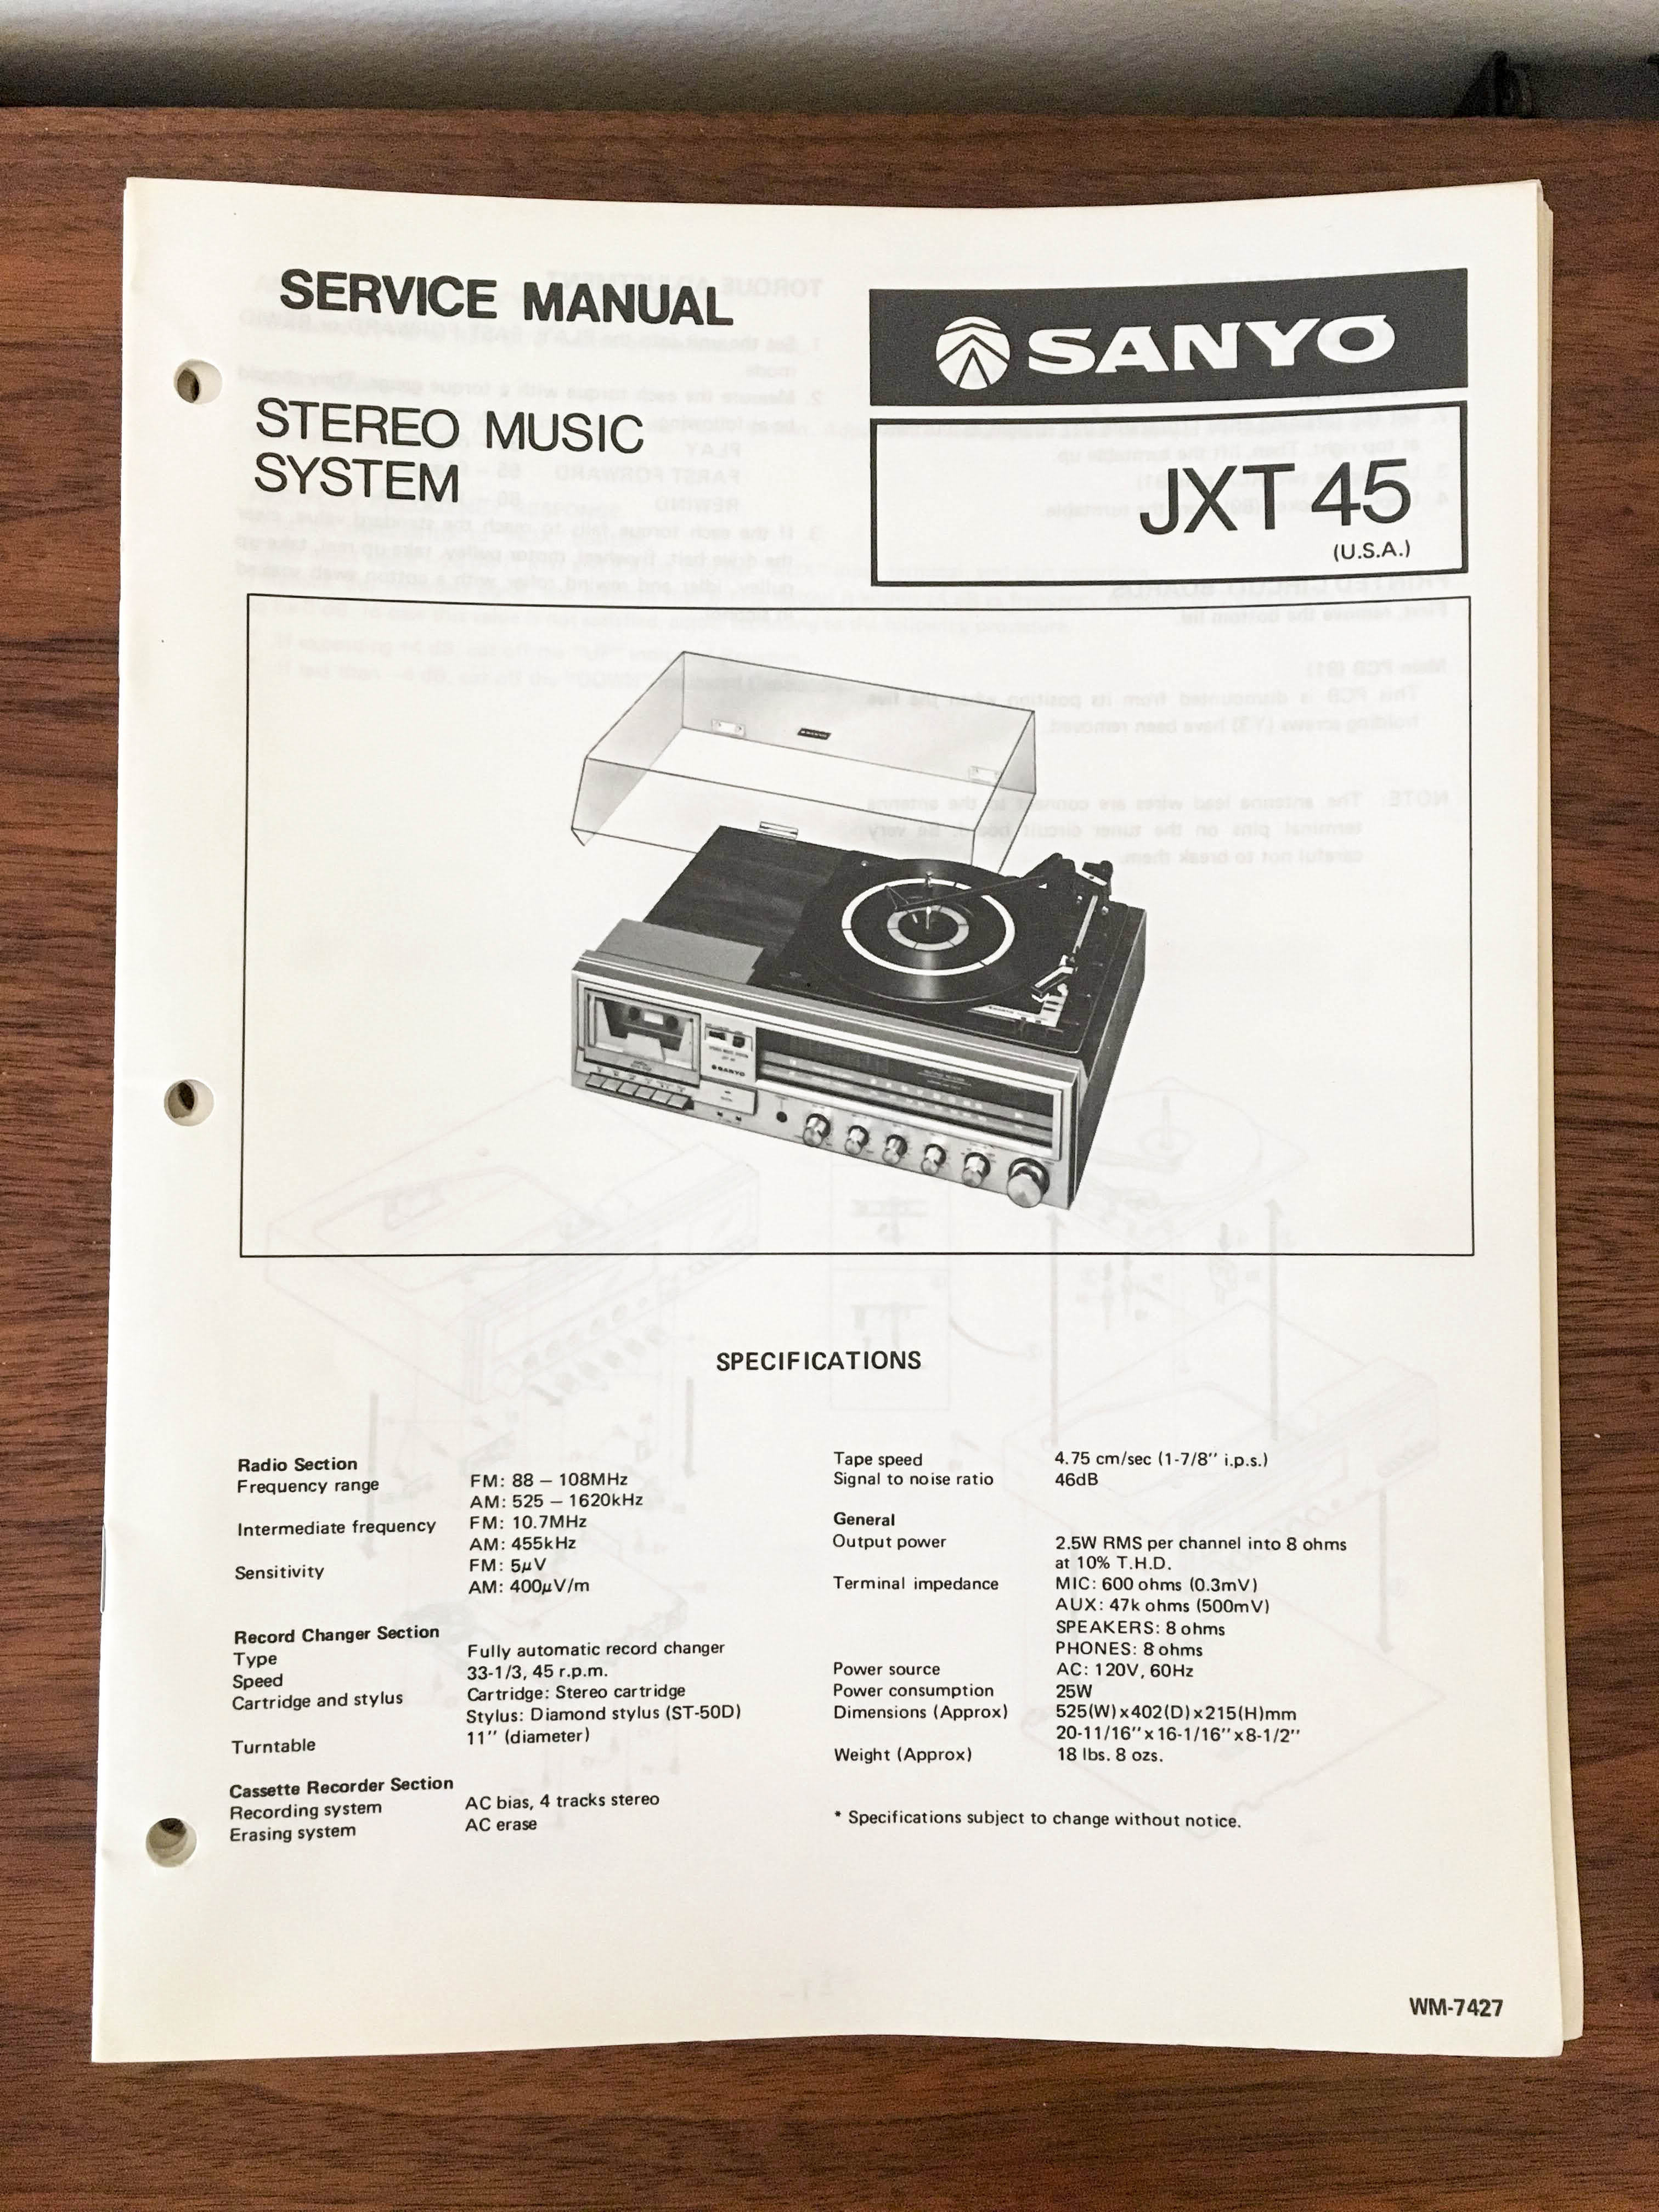 SERVICE MANUAL
STEREO MUSIC
SYSTEM
SANYO
JXT 45
(U.S.A.)
SANYO
SPECIFICATIONS
Radio Section
Frequency range FM: 88 – 108MHz
AM: 525 – 1620kHz
Intermediate frequency FM: 10.7MHz
AM: 455kHz
Sensitivity FM: 5μV
AM: 400μV/m
Record Changer Section
Type Fully automatic record changer
Speed 33-1/3, 45 r.p.m.
Cartridge and stylus Cartridge: Stereo cartridge
Stylus: Diamond stylus (ST-50D)
Turntable 11″ (diameter)
Cassette Recorder Section
Recording system AC bias, 4 tracks stereo
Erasing system AC erase
Tape speed 4.75 cm/sec (1-7/8″ i.p.s.)
Signal to noise ratio 46dB
General
Output power 2.5W RMS per channel into 8 ohms
at 10% T.H.D.
Terminal impedance MIC: 600 ohms (0.3mV)
AUX: 47k ohms (500mV)
SPEAKERS: 8 ohms
PHONES: 8 ohms
Power source AC: 120V, 60Hz
Power consumption 25W
Dimensions (Approx) 525(W)x402(D)x215(H)mm
20-11/16″x16-1/16″x8-1/2″
Weight (Approx) 18 lbs. 8 ozs.
* Specifications subject to change without notice.
WM-7427